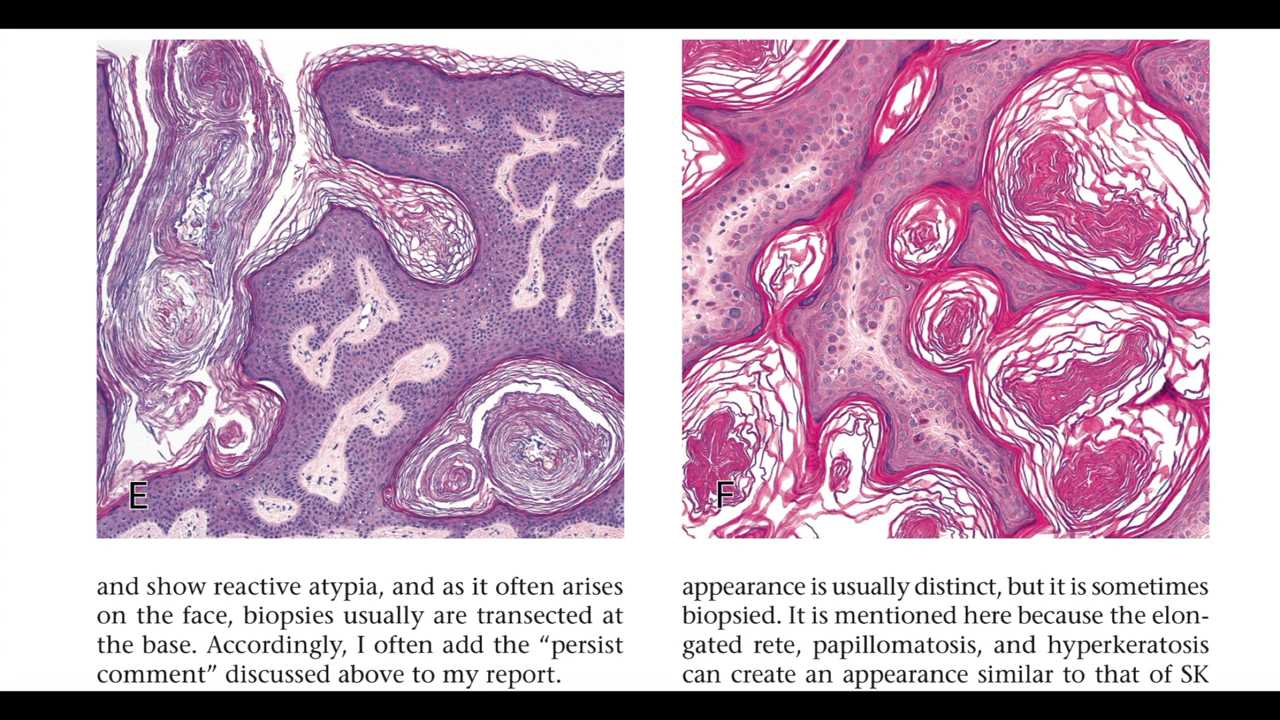 E
F
and show reactive atypia, and as it often arises
on the face, biopsies usually are transected at
the base. Accordingly, I often add the “persist
comment” discussed above to my report.
appearance is usually distinct, but it is sometimes
biopsied. It is mentioned here because the elon-
gated rete, papillomatosis, and hyperkeratosis
can create an appearance similar to that of SK